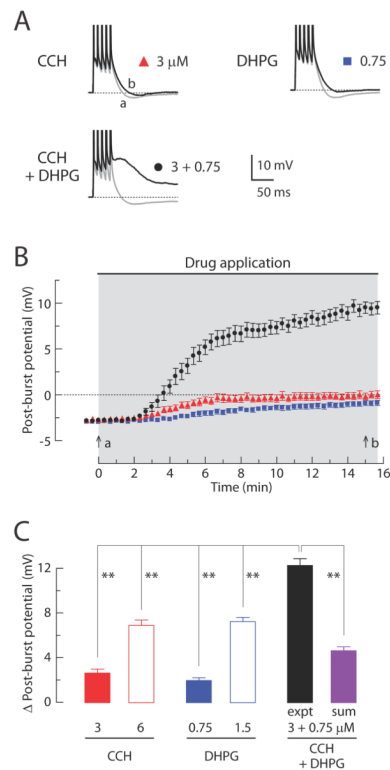 A
CCH ▲ 3 μM
DHPG ■ 0.75
b
a
CCH
+ DHPG
● 3 + 0.75
10 mV
50 ms
B
Drug application
Post-burst potential (mV)
10
5
0
-5
a
b
0 2 4 6 8 10 12 14 16
Time (min)
C
Δ Post-burst potential (mV)
12
8
4
0
** ** ** ** **
expt sum
3 6 0.75 1.5 3 + 0.75 μM
CCH DHPG CCH
+ DHPG